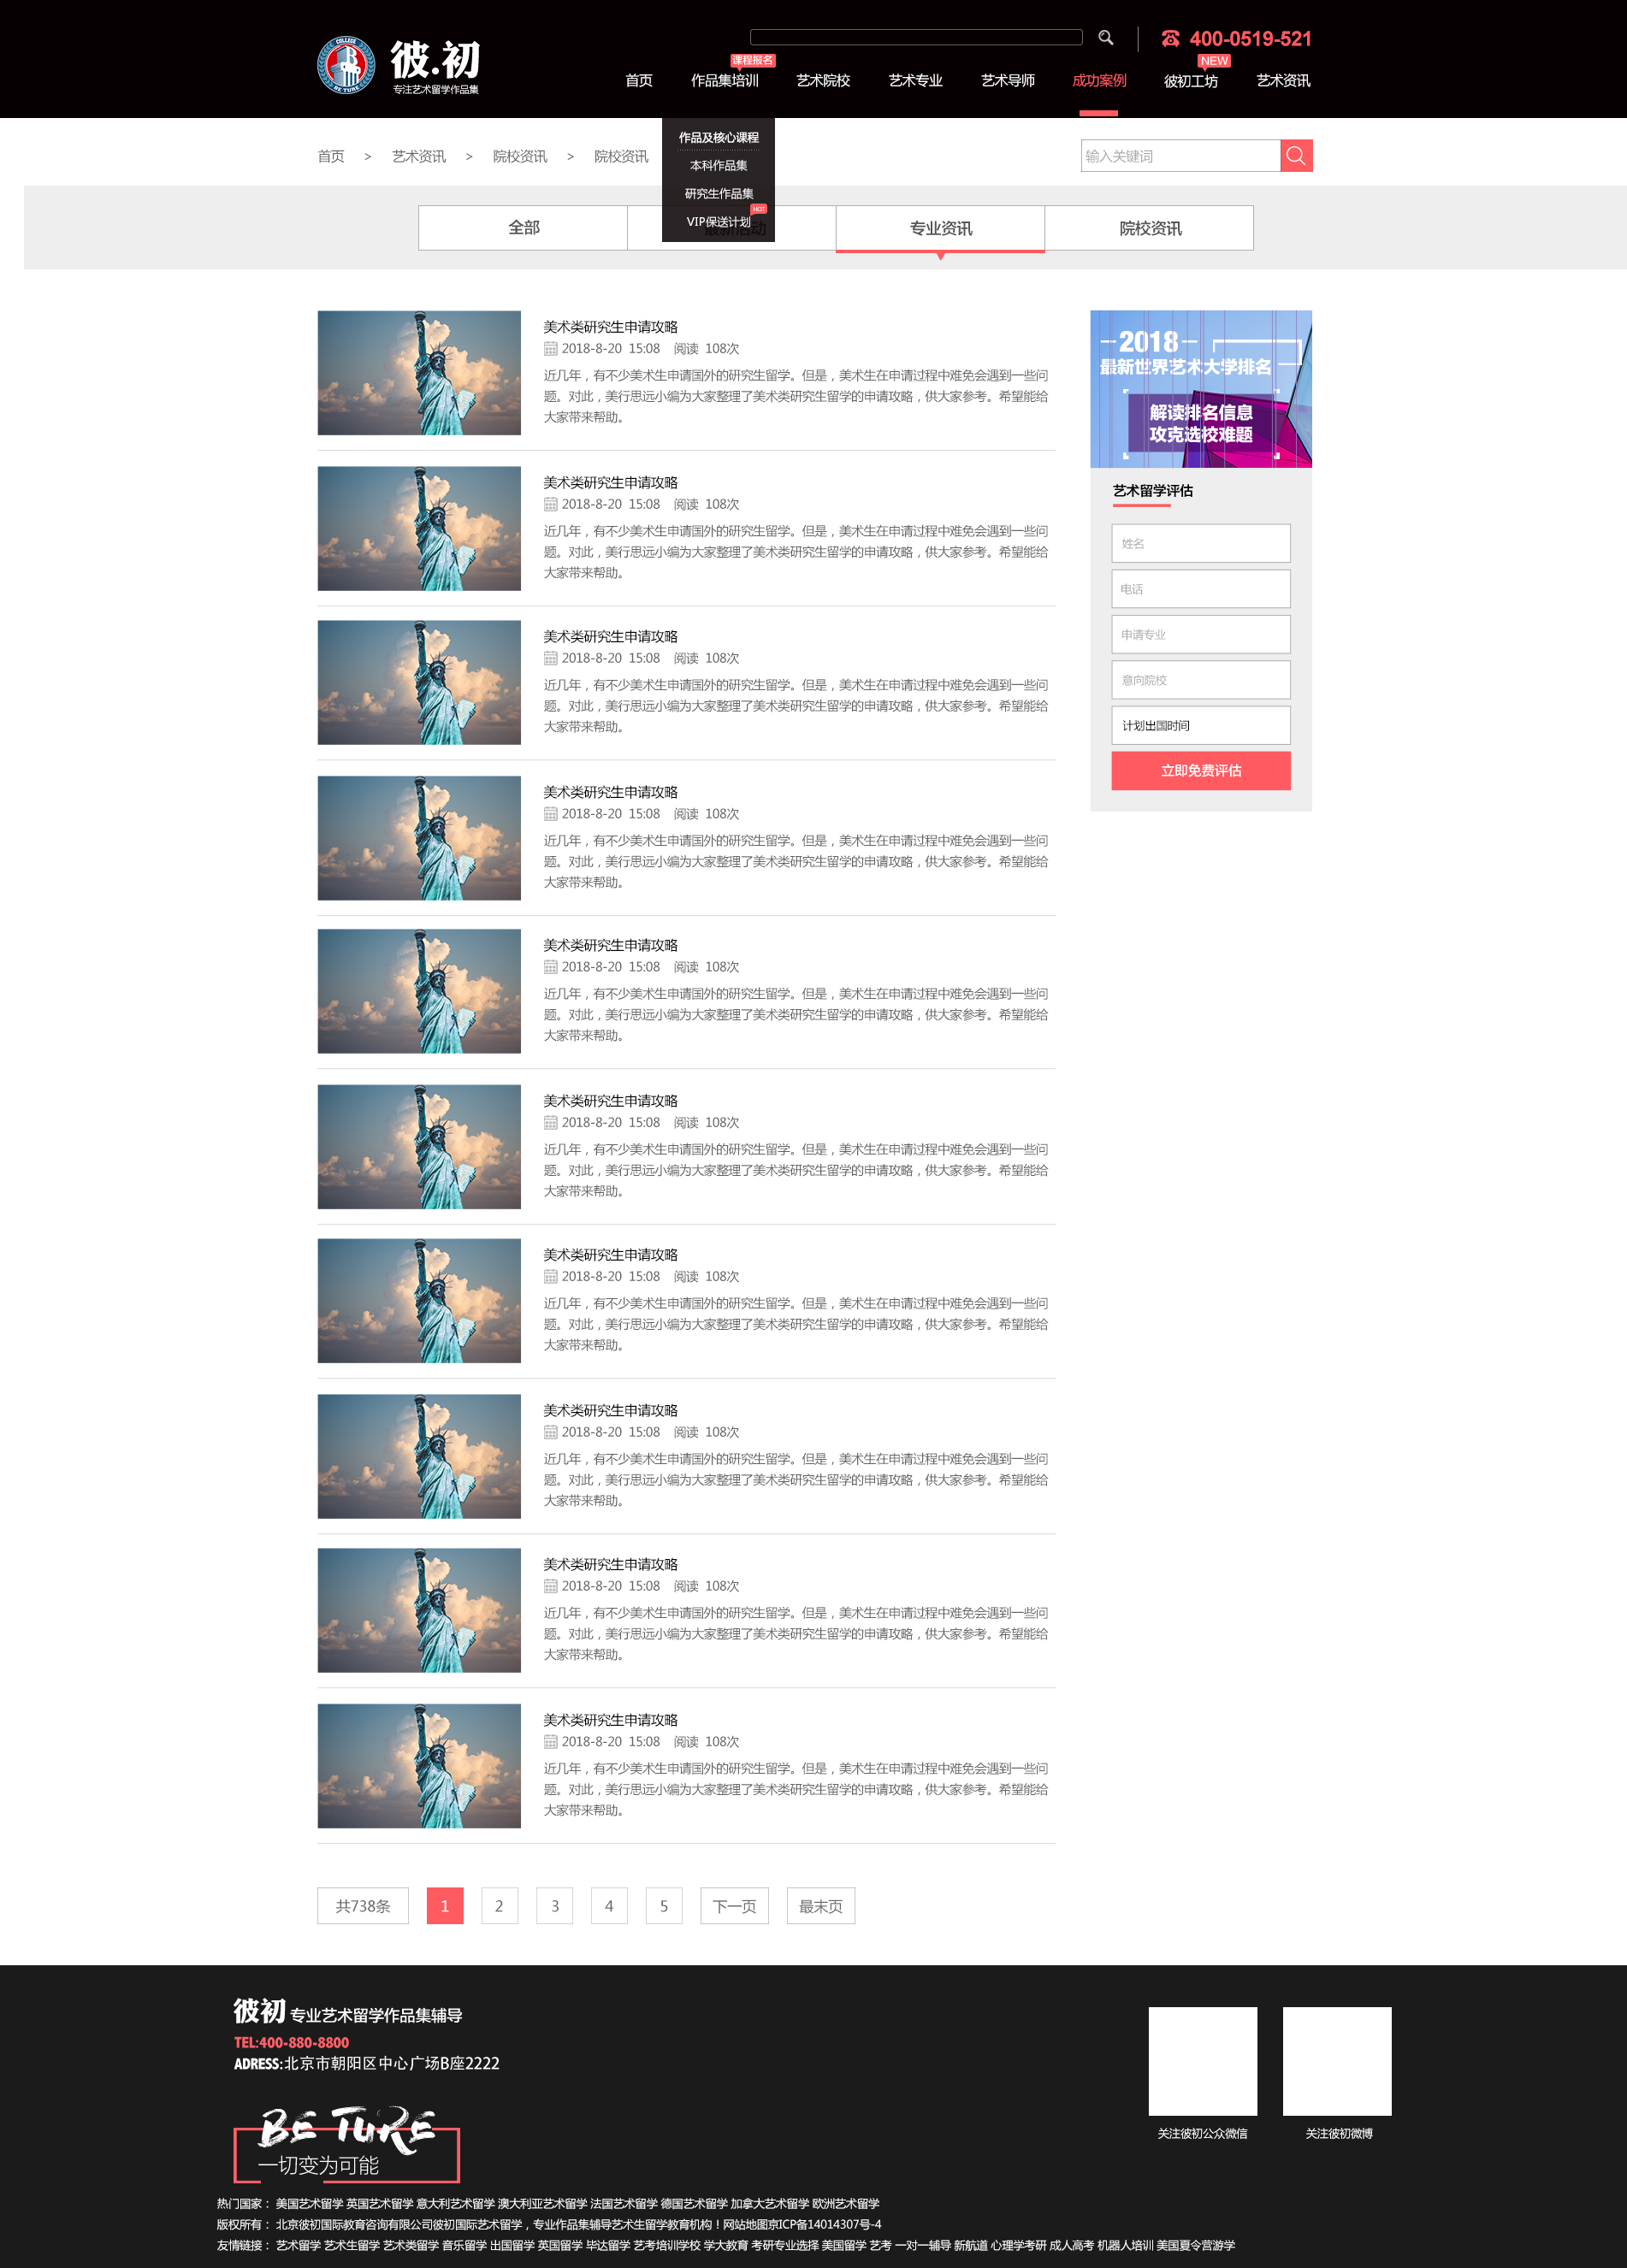 COLLEGE
BE TURE
彼.初
专注艺术留学作品集
400-0519-521
课程报名
NEW
首页 作品集培训 艺术院校 艺术专业 艺术导师 成功案例 彼初工坊 艺术资讯
作品及核心课程
本科作品集
研究生作品集
HOT
VIP保送计划
首页 > 艺术资讯 > 院校资讯 > 院校资讯
输入关键词
全部 最新活动 专业资讯 院校资讯
美术类研究生申请攻略
2018-8-20 15:08 阅读 108次
近几年，有不少美术生申请国外的研究生留学。但是，美术生在申请过程中难免会遇到一些问
题。对此，美行思远小编为大家整理了美术类研究生留学的申请攻略，供大家参考。希望能给
大家带来帮助。
美术类研究生申请攻略
2018-8-20 15:08 阅读 108次
近几年，有不少美术生申请国外的研究生留学。但是，美术生在申请过程中难免会遇到一些问
题。对此，美行思远小编为大家整理了美术类研究生留学的申请攻略，供大家参考。希望能给
大家带来帮助。
美术类研究生申请攻略
2018-8-20 15:08 阅读 108次
近几年，有不少美术生申请国外的研究生留学。但是，美术生在申请过程中难免会遇到一些问
题。对此，美行思远小编为大家整理了美术类研究生留学的申请攻略，供大家参考。希望能给
大家带来帮助。
美术类研究生申请攻略
2018-8-20 15:08 阅读 108次
近几年，有不少美术生申请国外的研究生留学。但是，美术生在申请过程中难免会遇到一些问
题。对此，美行思远小编为大家整理了美术类研究生留学的申请攻略，供大家参考。希望能给
大家带来帮助。
美术类研究生申请攻略
2018-8-20 15:08 阅读 108次
近几年，有不少美术生申请国外的研究生留学。但是，美术生在申请过程中难免会遇到一些问
题。对此，美行思远小编为大家整理了美术类研究生留学的申请攻略，供大家参考。希望能给
大家带来帮助。
美术类研究生申请攻略
2018-8-20 15:08 阅读 108次
近几年，有不少美术生申请国外的研究生留学。但是，美术生在申请过程中难免会遇到一些问
题。对此，美行思远小编为大家整理了美术类研究生留学的申请攻略，供大家参考。希望能给
大家带来帮助。
美术类研究生申请攻略
2018-8-20 15:08 阅读 108次
近几年，有不少美术生申请国外的研究生留学。但是，美术生在申请过程中难免会遇到一些问
题。对此，美行思远小编为大家整理了美术类研究生留学的申请攻略，供大家参考。希望能给
大家带来帮助。
美术类研究生申请攻略
2018-8-20 15:08 阅读 108次
近几年，有不少美术生申请国外的研究生留学。但是，美术生在申请过程中难免会遇到一些问
题。对此，美行思远小编为大家整理了美术类研究生留学的申请攻略，供大家参考。希望能给
大家带来帮助。
美术类研究生申请攻略
2018-8-20 15:08 阅读 108次
近几年，有不少美术生申请国外的研究生留学。但是，美术生在申请过程中难免会遇到一些问
题。对此，美行思远小编为大家整理了美术类研究生留学的申请攻略，供大家参考。希望能给
大家带来帮助。
美术类研究生申请攻略
2018-8-20 15:08 阅读 108次
近几年，有不少美术生申请国外的研究生留学。但是，美术生在申请过程中难免会遇到一些问
题。对此，美行思远小编为大家整理了美术类研究生留学的申请攻略，供大家参考。希望能给
大家带来帮助。
2018
最新世界艺术大学排名
解读排名信息
攻克选校难题
艺术留学评估
姓名
电话
申请专业
意向院校
计划出国时间
立即免费评估
共738条 1 2 3 4 5 下一页 最末页
彼初 专业艺术留学作品集辅导
TEL:400-880-8800
ADRESS:北京市朝阳区中心广场B座2222
BE TURE
一切变为可能
关注彼初公众微信 关注彼初微博
热门国家： 美国艺术留学 英国艺术留学 意大利艺术留学 澳大利亚艺术留学 法国艺术留学 德国艺术留学 加拿大艺术留学 欧洲艺术留学
版权所有： 北京彼初国际教育咨询有限公司彼初国际艺术留学，专业作品集辅导艺术生留学教育机构！网站地图京ICP备14014307号-4
友情链接： 艺术留学 艺术生留学 艺术类留学 音乐留学 出国留学 英国留学 毕达留学 艺考培训学校 学大教育 考研专业选择 美国留学 艺考 一对一辅导 新航道 心理学考研 成人高考 机器人培训 美国夏令营游学